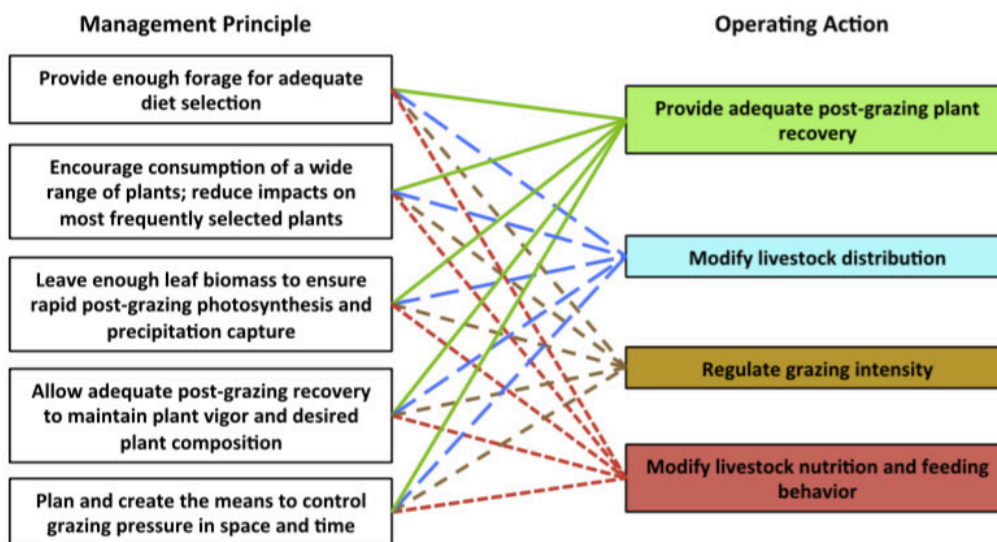 Management Principle
Operating Action
Provide enough forage for adequate
diet selection
Encourage consumption of a wide
range of plants; reduce impacts on
most frequently selected plants
Leave enough leaf biomass to ensure
rapid post-grazing photosynthesis and
precipitation capture
Allow adequate post-grazing recovery
to maintain plant vigor and desired
plant composition
Plan and create the means to control
grazing pressure in space and time
Provide adequate post-grazing plant
recovery
Modify livestock distribution
Regulate grazing intensity
Modify livestock nutrition and feeding
behavior